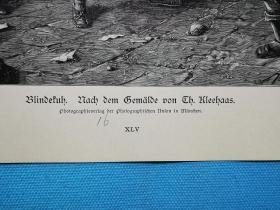 Blindekuh. Nach dem Gemälde von Th. Kleehaas.
Photographieverlag der Photographischen Union in München.
16
XLV